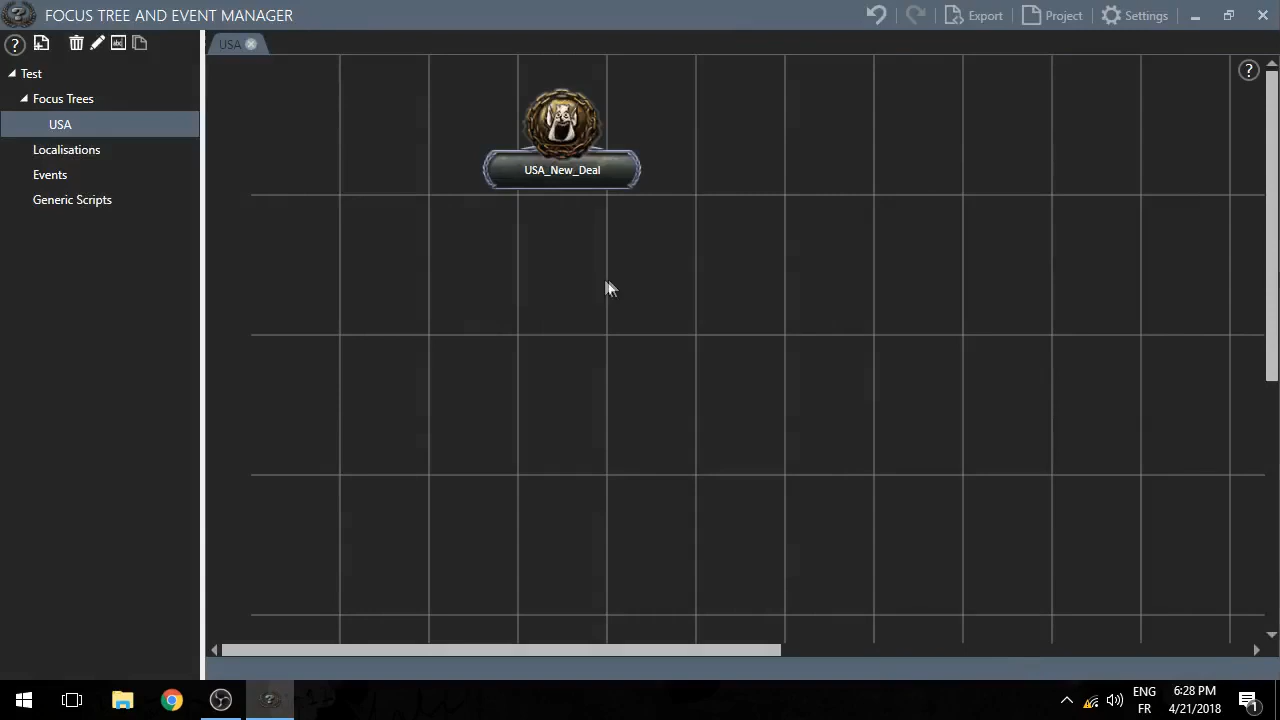 FOCUS TREE AND EVENT MANAGER
Export
Project
Settings
USA
Test
Focus Trees
USA
Localisations
Events
Generic Scripts
USA_New_Deal
ENG
FR
6:28 PM
4/21/2018
1